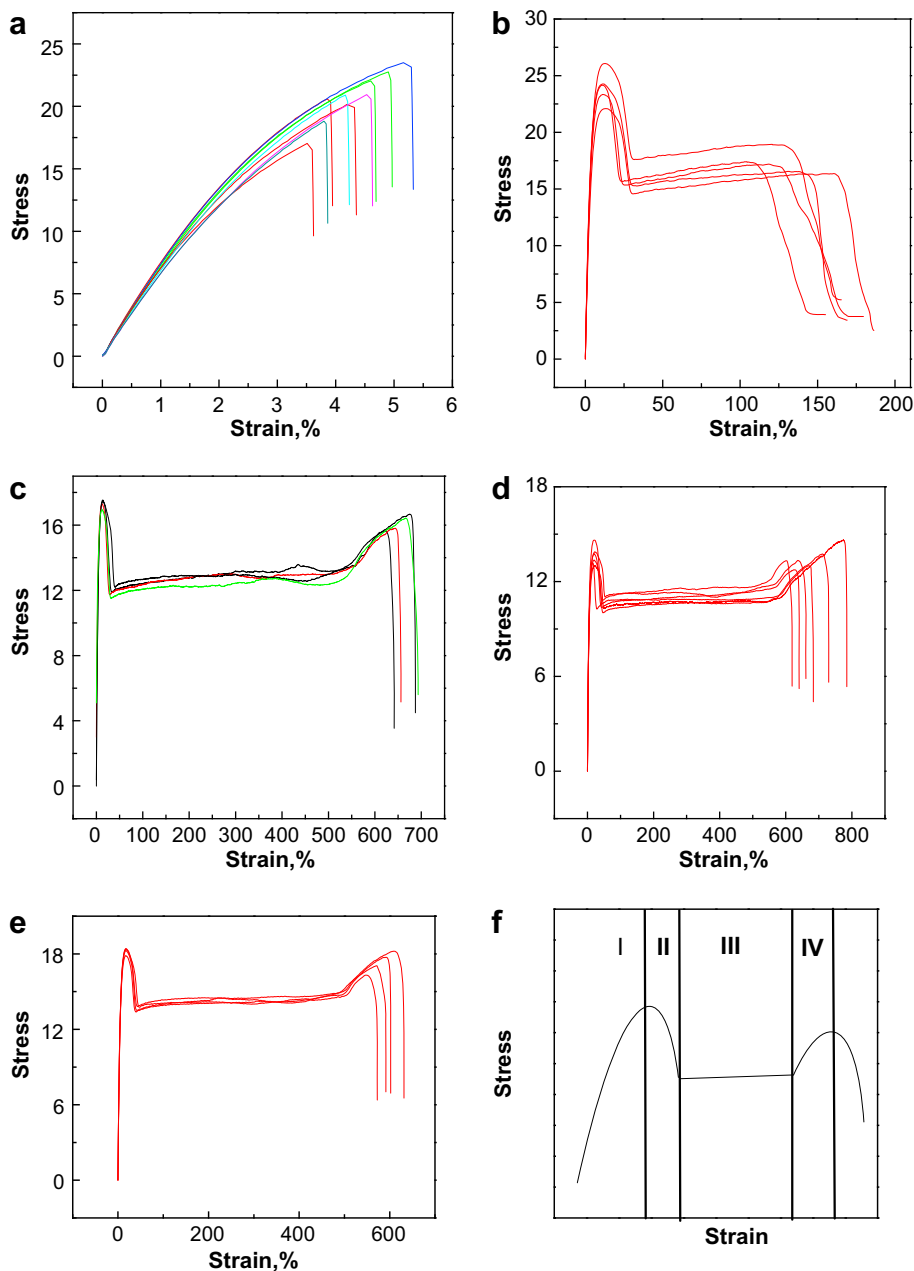 a
25
20
15
10
5
0
Stress
0 1 2 3 4 5 6
Strain,%
b
30
25
20
15
10
5
0
Stress
0 50 100 150 200
Strain,%
c
16
12
8
4
0
Stress
0 100 200 300 400 500 600 700
Strain,%
d
18
12
6
0
Stress
0 200 400 600 800
Strain,%
e
18
12
6
0
Stress
0 200 400 600
Strain,%
f
I II III IV
Stress
Strain